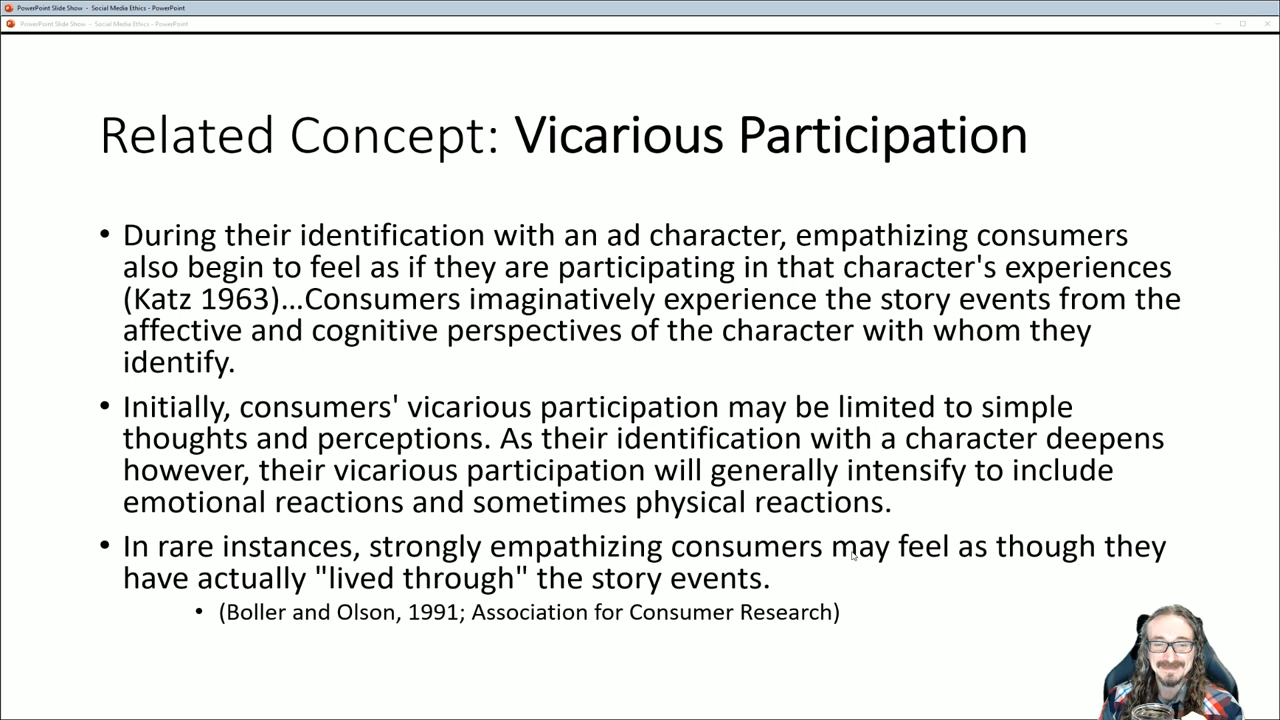 PowerPoint Slide Show - Social Media Ethics - PowerPoint
PowerPoint Slide Show - Social Media Ethics - PowerPoint
Related Concept: Vicarious Participation
• During their identification with an ad character, empathizing consumers
also begin to feel as if they are participating in that character's experiences
(Katz 1963)...Consumers imaginatively experience the story events from the
affective and cognitive perspectives of the character with whom they
identify.
• Initially, consumers' vicarious participation may be limited to simple
thoughts and perceptions. As their identification with a character deepens
however, their vicarious participation will generally intensify to include
emotional reactions and sometimes physical reactions.
• In rare instances, strongly empathizing consumers may feel as though they
have actually "lived through" the story events.
• (Boller and Olson, 1991; Association for Consumer Research)